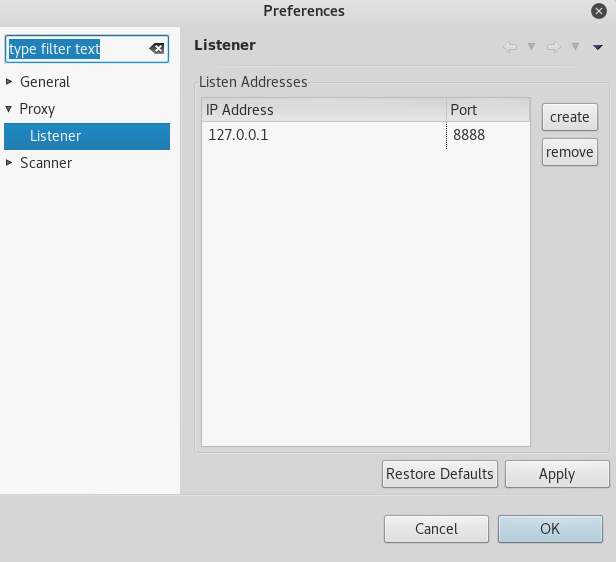 Preferences
type filter text
General
Proxy
Listener
Scanner
Listener
Listen Addresses
IP Address Port
127.0.0.1 8888
create
remove
Restore Defaults Apply
Cancel OK